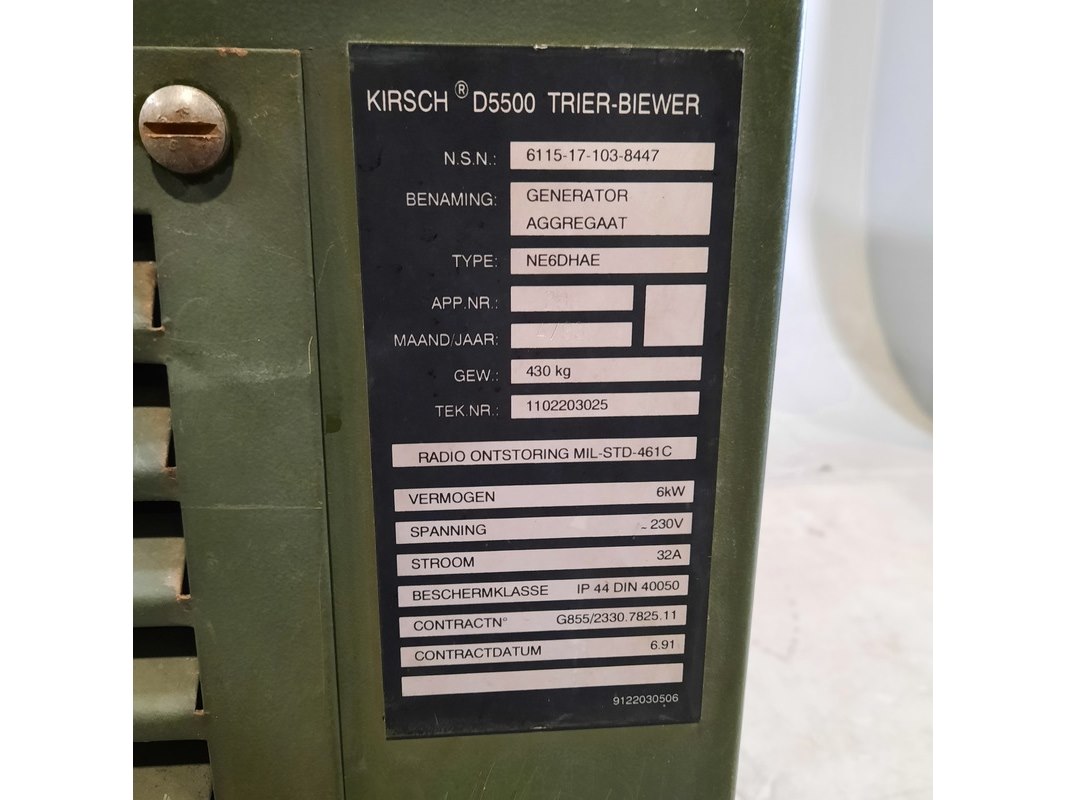 KIRSCH ® D5500 TRIER-BIEWER
N.S.N.: 6115-17-103-8447
BENAMING: GENERATOR
AGGREGAAT
TYPE: NE6DHAE
APP.NR.:
MAAND/JAAR:
GEW.: 430 kg
TEK.NR.: 1102203025
RADIO ONTSTORING MIL-STD-461C
VERMOGEN 6kW
SPANNING ~ 230V
STROOM 32A
BESCHERMKLASSE IP 44 DIN 40050
CONTRACTN° G855/2330.7825.11
CONTRACTDATUM 6.91
9122030506